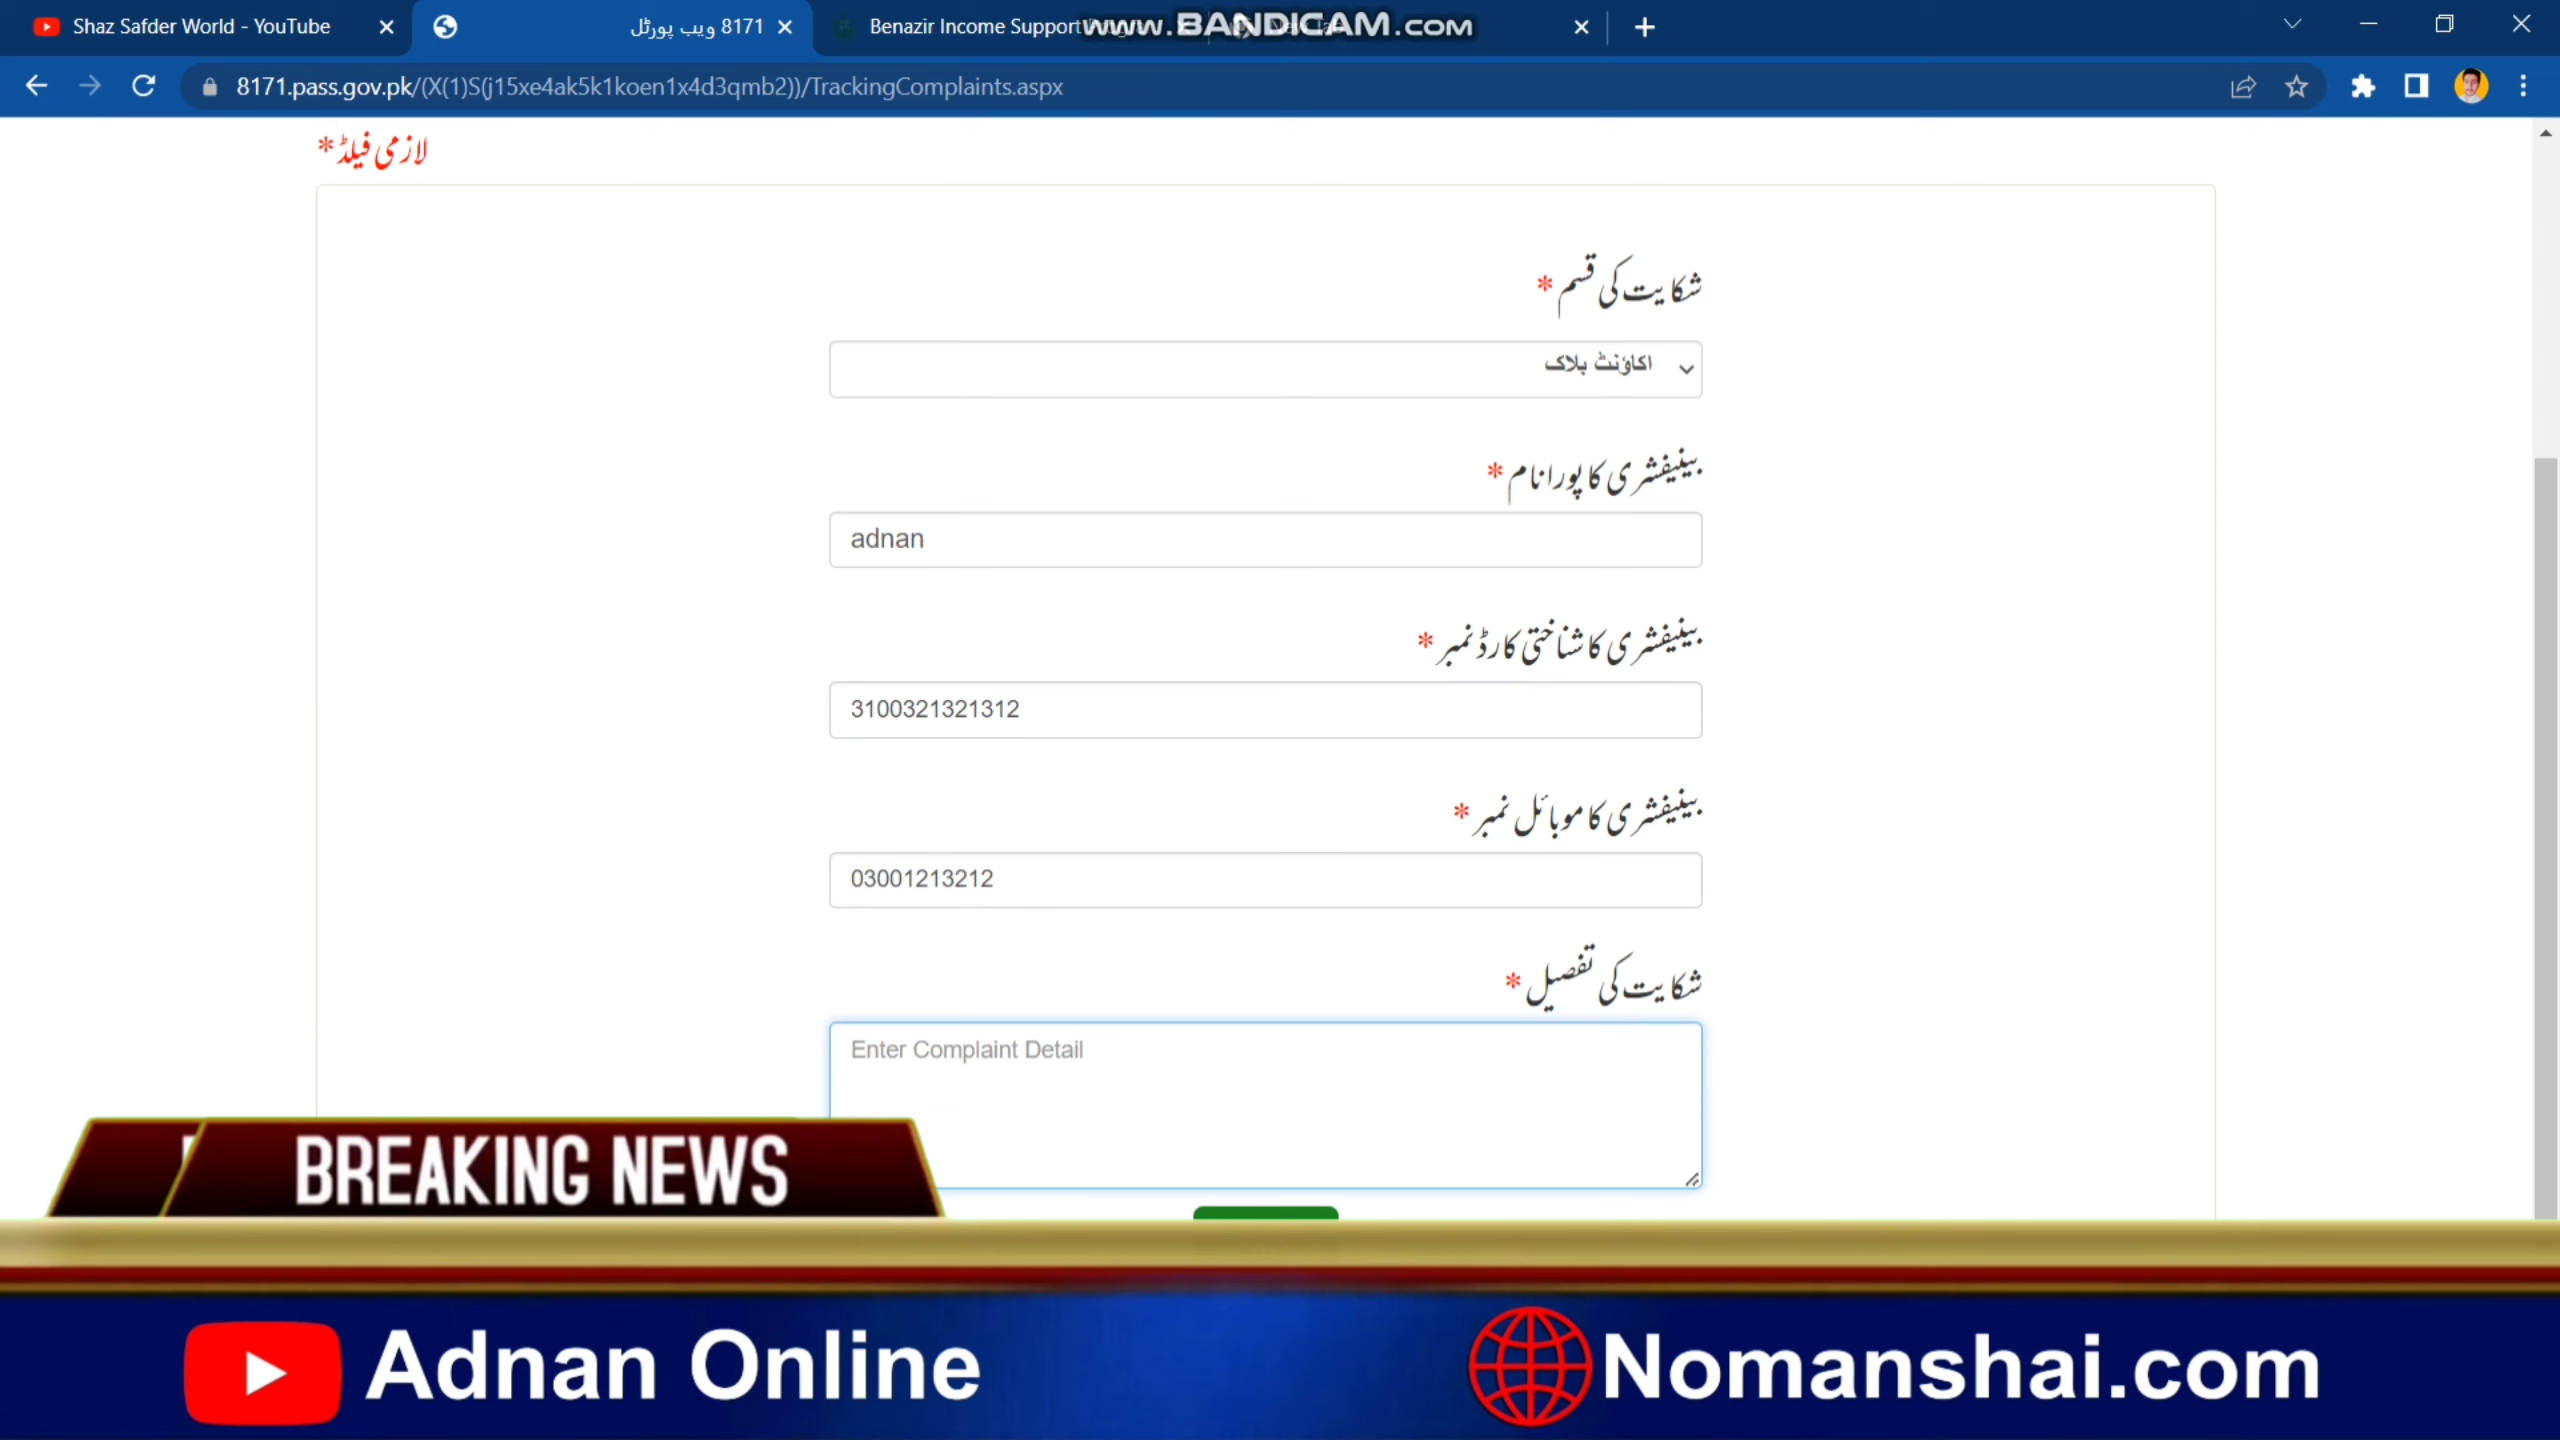 Shaz Safder World - YouTube
8171 ویب پورٹل
Benazir Income Support
www.BANDICAM.COM
8171.pass.gov.pk/(X(1)S(j15xe4ak5k1koen1x4d3qmb2))/TrackingComplaints.aspx
لازمی فیلڈ *
شکایت کی قسم *
اکاؤنٹ بلاک
بینیفشری کا پورا نام *
adnan
بینیفشری کا شناختی کارڈ نمبر *
3100321321312
بینیفشری کا موبائل نمبر *
03001213212
شکایت کی تفصیل *
Enter Complaint Detail
BREAKING NEWS
Adnan Online
Nomanshai.com